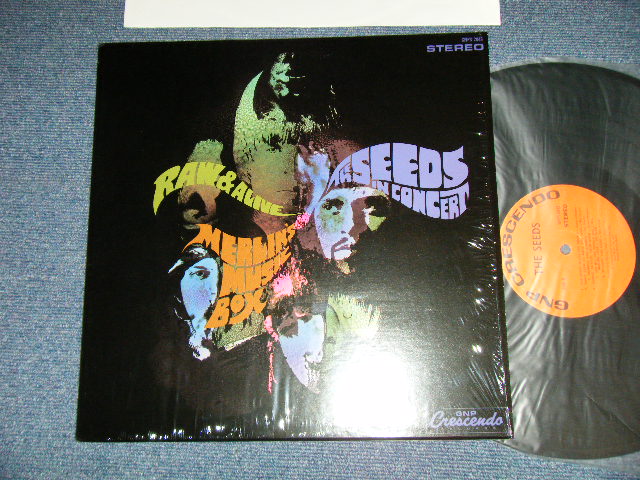 STEREO
RAW & ALIVE
THE SEEDS
IN CONCERT
MERLIN'S
MUSIC
BOX
GNP
Crescendo
GNP CRESCENDO
THE SEEDS
STEREO